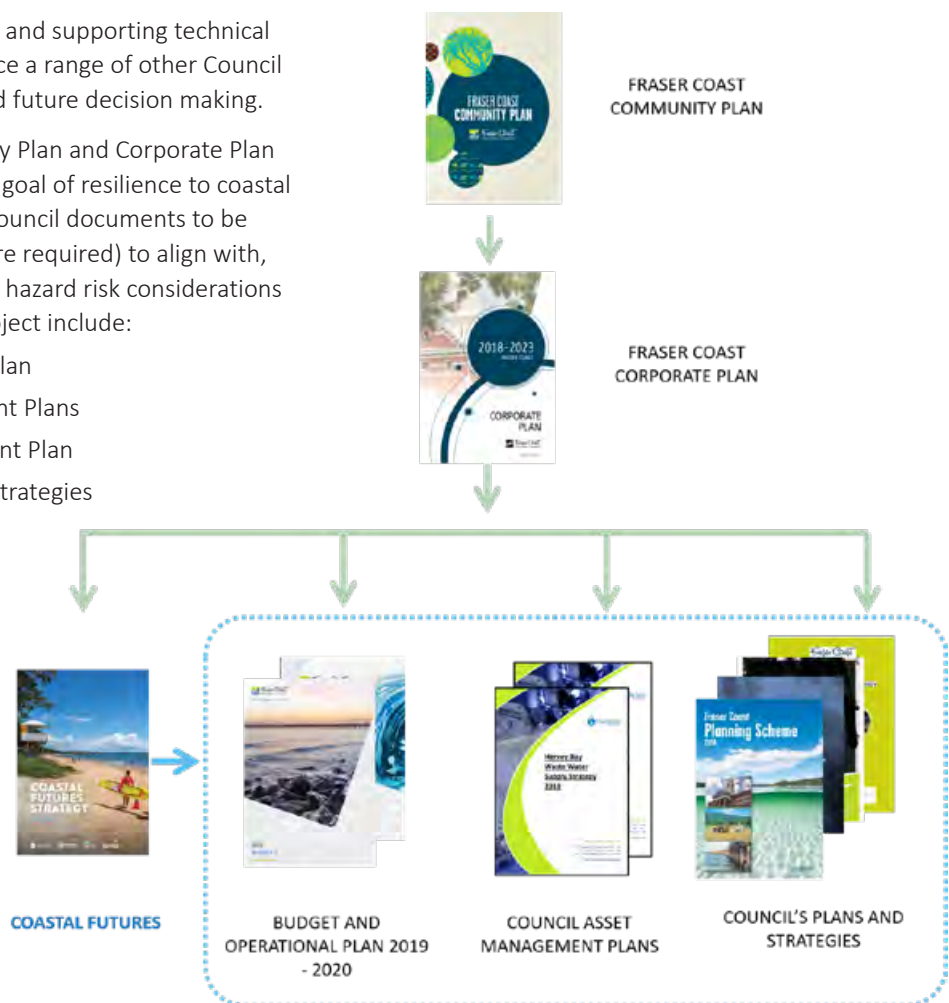 and supporting technical
ce a range of other Council
d future decision making.
y Plan and Corporate Plan
goal of resilience to coastal
ouncil documents to be
re required) to align with,
hazard risk considerations
oject include:
lan
nt Plans
nt Plan
trategies
FRASER COAST
COMMUNITY PLAN
FRASER COAST
COMMUNITY PLAN
2018-2023
CORPORATE
PLAN
FRASER COAST
CORPORATE PLAN
COASTAL
FUTURES
STRATEGY
Hervey Bay
Waste Water
Supply Strategy
Fraser Coast
Planning Scheme
COASTAL FUTURES
BUDGET AND
OPERATIONAL PLAN 2019
- 2020
COUNCIL ASSET
MANAGEMENT PLANS
COUNCIL'S PLANS AND
STRATEGIES